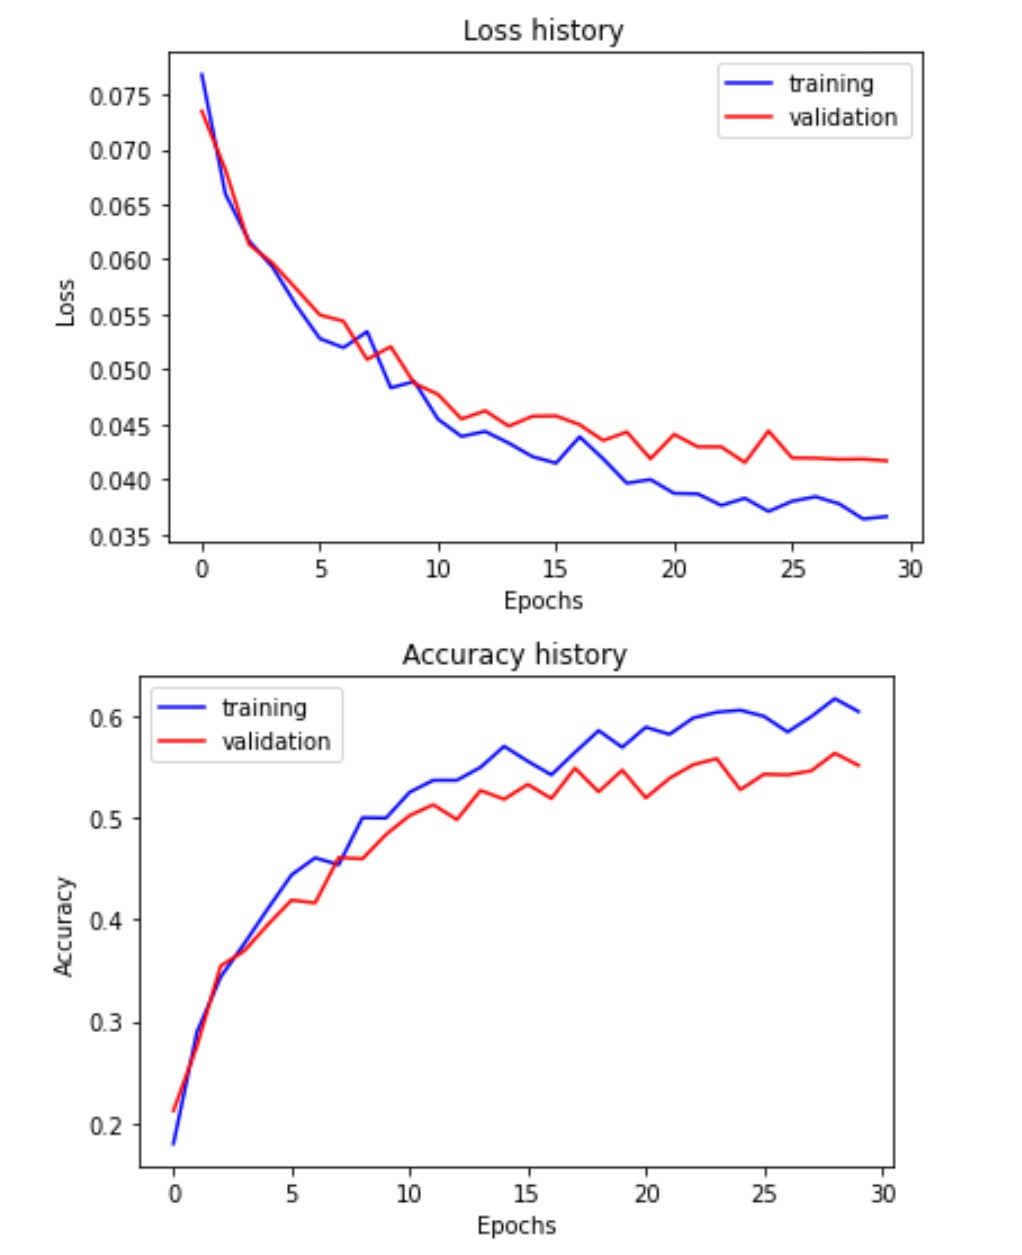 Loss history
training
validation
0.075
0.070
0.065
0.060
0.055
0.050
0.045
0.040
0.035
Loss
0 5 10 15 20 25 30
Epochs
Accuracy history
training
validation
0.6
0.5
0.4
0.3
0.2
Accuracy
0 5 10 15 20 25 30
Epochs